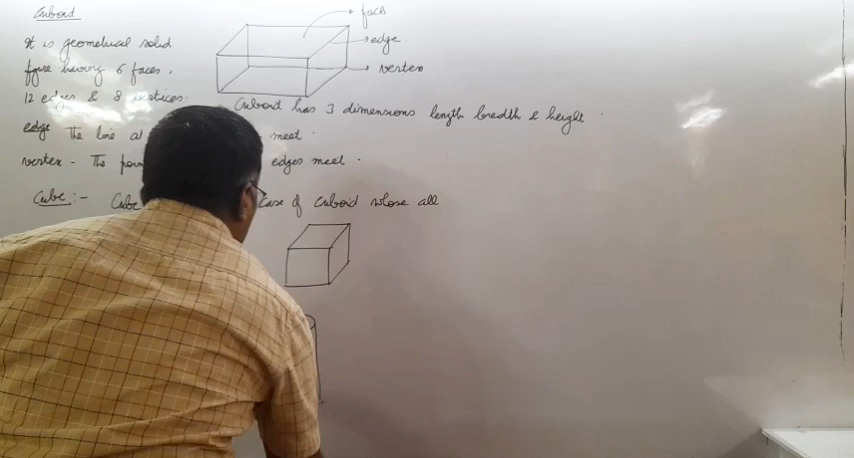 Cuboid
face
It is geometrical solid
edge
figure having 6 faces,
vertex
12 edges & 8 vertices.
Cuboid has 3 dimensions length breadth & height
edge The line at meet.
vertex - The edges meet.
Cube :- Cube Case of cuboid whose all